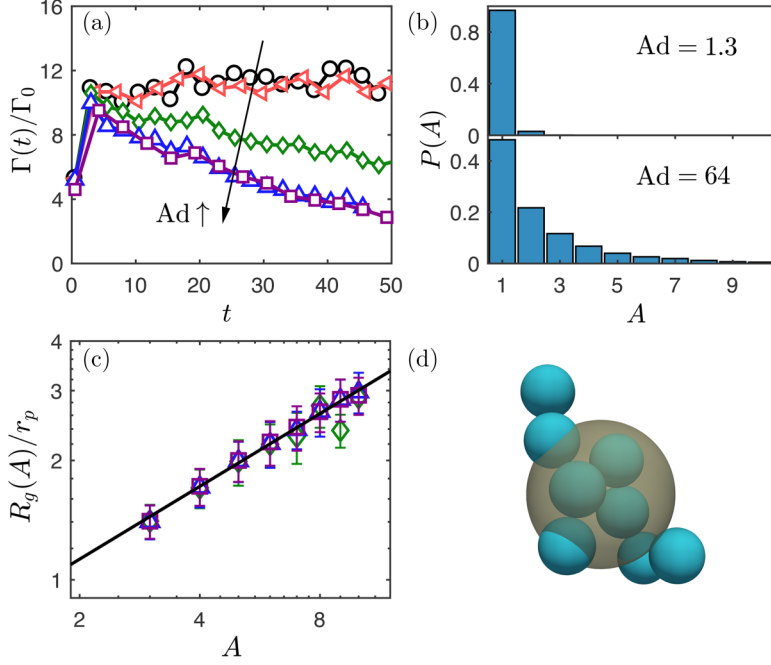 (a)
Γ(t)/Γ₀
16
12
8
4
0
Ad ↑
0 10 20 30 40 50
t
(b)
P(A)
0.8
0.4
0
Ad = 1.3
0.4
0.2
0
Ad = 64
1 3 5 7 9
A
(c)
R_g(A)/r_p
4
3
2
1
2 4 8
A
(d)